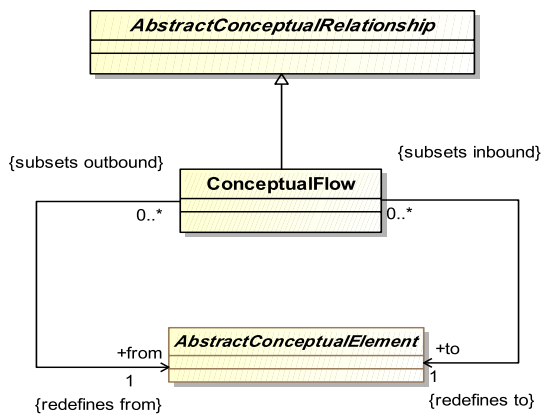 AbstractConceptualRelationship
{subsets outbound}
{subsets inbound}
ConceptualFlow
0..*
0..*
AbstractConceptualElement
+from
+to
1
1
{redefines from}
{redefines to}